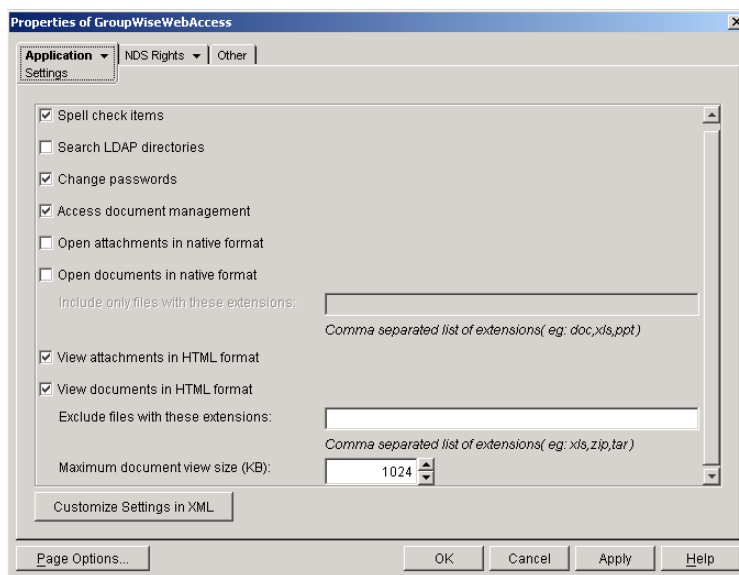 Properties of GroupWiseWebAccess
Application NDS Rights Other
Settings
Spell check items
Search LDAP directories
Change passwords
Access document management
Open attachments in native format
Open documents in native format
Include only files with these extensions:
Comma separated list of extensions( eg: doc,xls,ppt )
View attachments in HTML format
View documents in HTML format
Exclude files with these extensions:
Comma separated list of extensions( eg: xls,zip,tar )
Maximum document view size (KB): 1024
Customize Settings in XML
Page Options... OK Cancel Apply Help